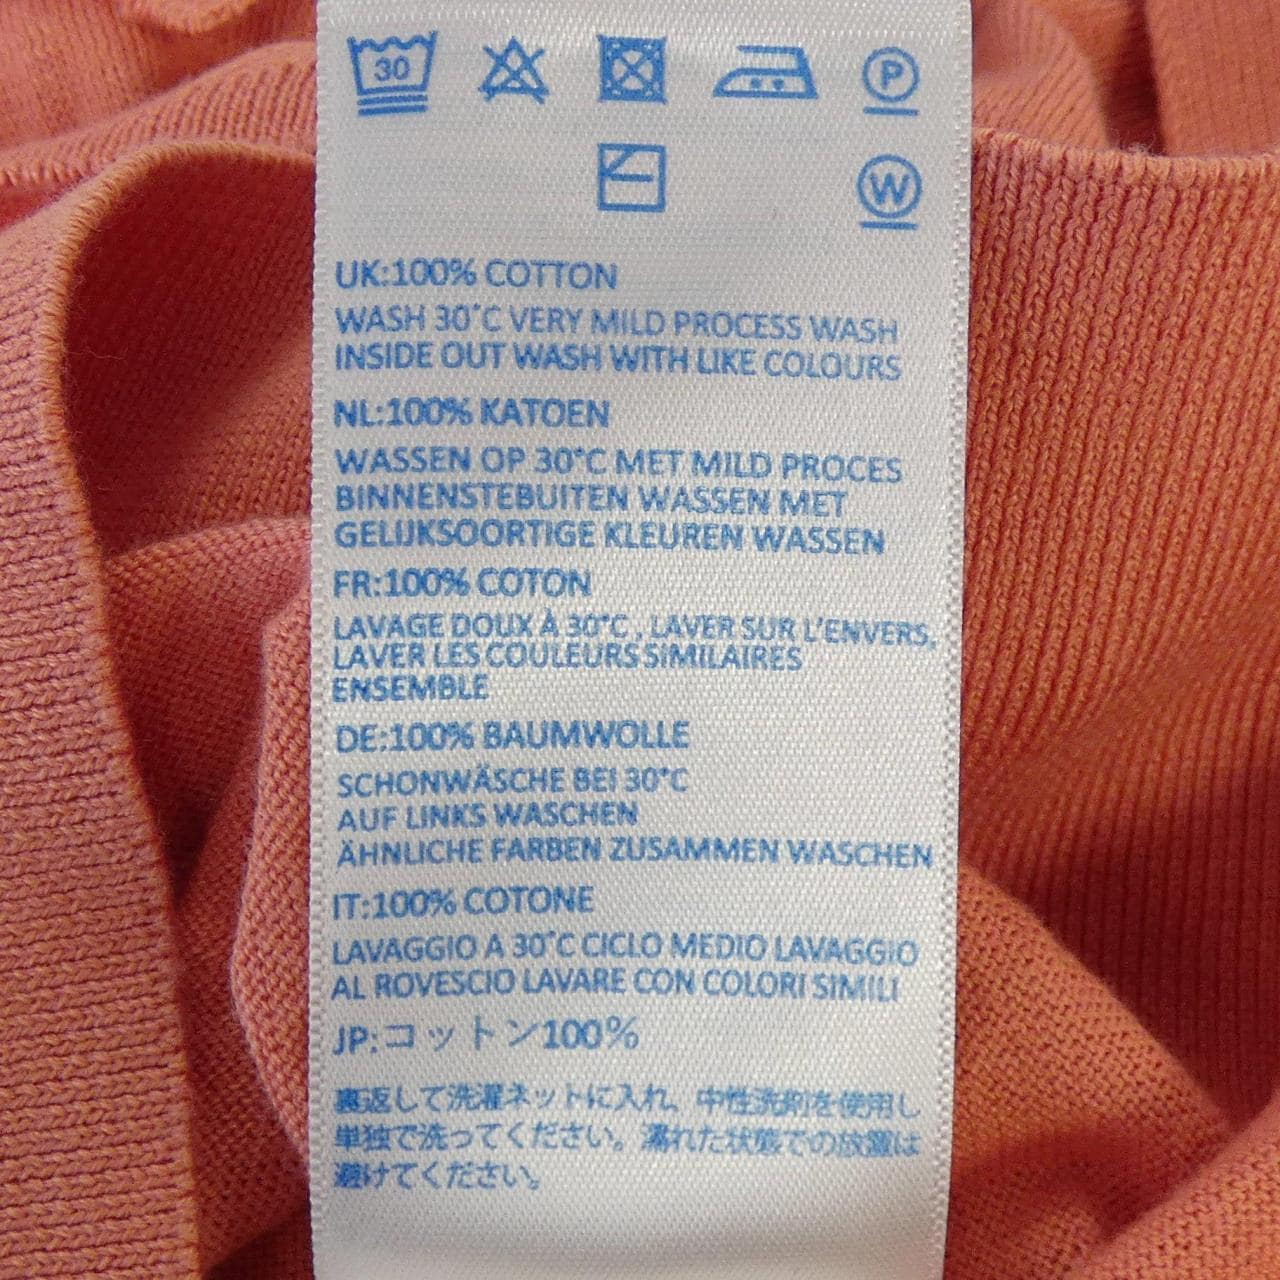 30
P
W
UK:100% COTTON
WASH 30°C VERY MILD PROCESS WASH
INSIDE OUT WASH WITH LIKE COLOURS
NL:100% KATOEN
WASSEN OP 30°C MET MILD PROCES
BINNENSTEBUITEN WASSEN MET
GELIJKSOORTIGE KLEUREN WASSEN
FR:100% COTON
LAVAGE DOUX À 30°C , LAVER SUR L'ENVERS,
LAVER LES COULEURS SIMILAIRES
ENSEMBLE
DE:100% BAUMWOLLE
SCHONWÄSCHE BEI 30°C
AUF LINKS WASCHEN
ÄHNLICHE FARBEN ZUSAMMEN WASCHEN
IT:100% COTONE
LAVAGGIO A 30°C CICLO MEDIO LAVAGGIO
AL ROVESCIO LAVARE CON COLORI SIMILI
JP:コットン100%
裏返して洗濯ネットに入れ、中性洗剤を使用し
単独で洗ってください。濡れた状態での放置は
避けてください。